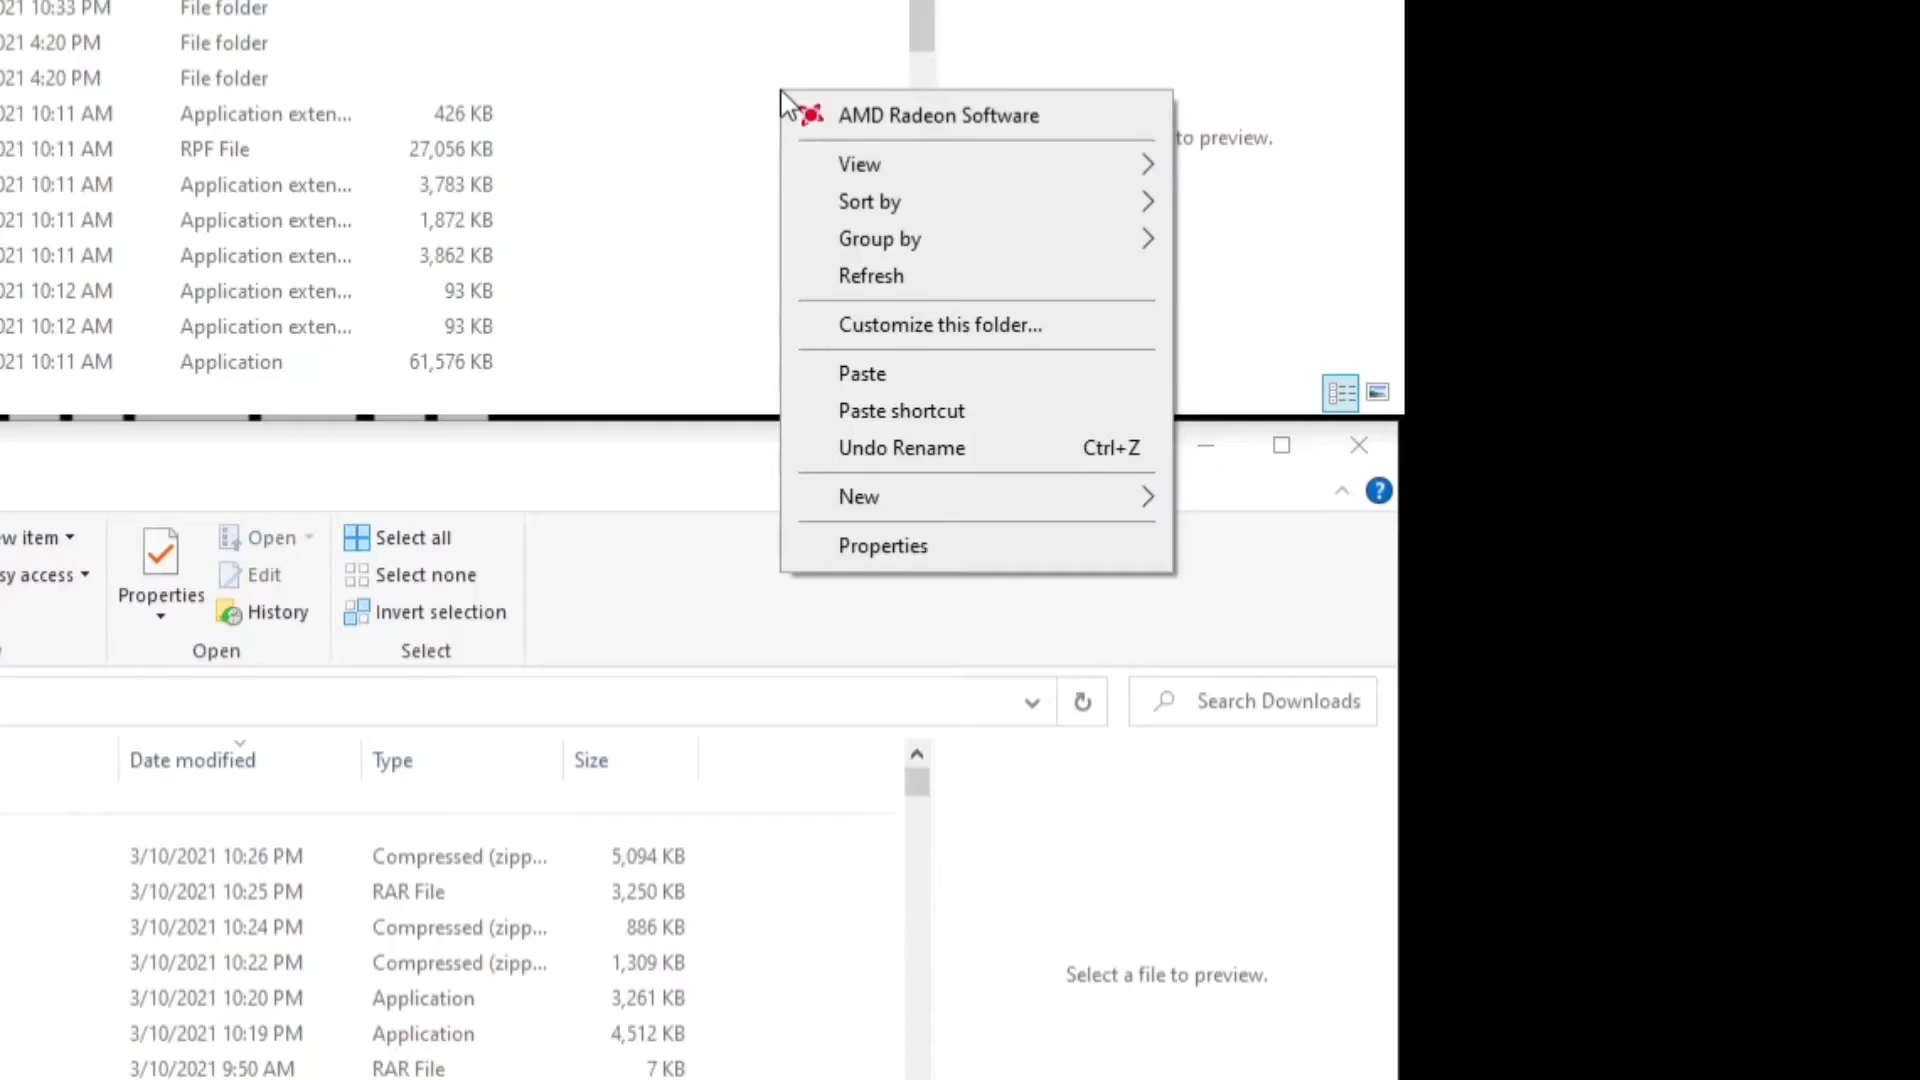 021 10:33 PM File folder
021 4:20 PM File folder
021 4:20 PM File folder
021 10:11 AM Application exten... 426 KB
021 10:11 AM RPF File 27,056 KB
021 10:11 AM Application exten... 3,783 KB
021 10:11 AM Application exten... 1,872 KB
021 10:11 AM Application exten... 3,862 KB
021 10:12 AM Application exten... 93 KB
021 10:12 AM Application exten... 93 KB
021 10:11 AM Application 61,576 KB
to preview.
AMD Radeon Software
View
Sort by
Group by
Refresh
Customize this folder...
Paste
Paste shortcut
Undo Rename Ctrl+Z
New
Properties
w item
sy access
Properties
Open
Edit
History
Open
Select all
Select none
Invert selection
Select
Search Downloads
Date modified Type Size
3/10/2021 10:26 PM Compressed (zipp... 5,094 KB
3/10/2021 10:25 PM RAR File 3,250 KB
3/10/2021 10:24 PM Compressed (zipp... 886 KB
3/10/2021 10:22 PM Compressed (zipp... 1,309 KB
3/10/2021 10:20 PM Application 3,261 KB
3/10/2021 10:19 PM Application 4,512 KB
3/10/2021 9:50 AM RAR File 7 KB
Select a file to preview.